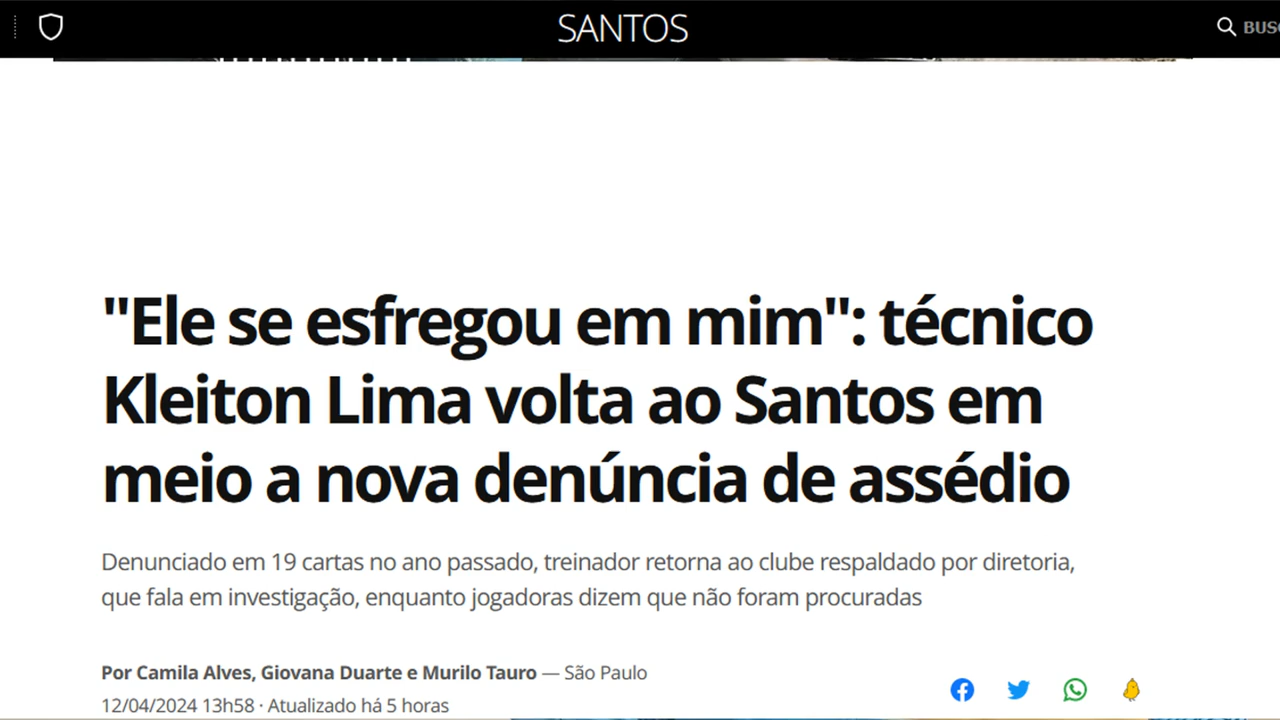 SANTOS
"Ele se esfregou em mim": técnico
Kleiton Lima volta ao Santos em
meio a nova denúncia de assédio
Denunciado em 19 cartas no ano passado, treinador retorna ao clube respaldado por diretoria,
que fala em investigação, enquanto jogadoras dizem que não foram procuradas
Por Camila Alves, Giovana Duarte e Murilo Tauro — São Paulo
12/04/2024 13h58 · Atualizado há 5 horas